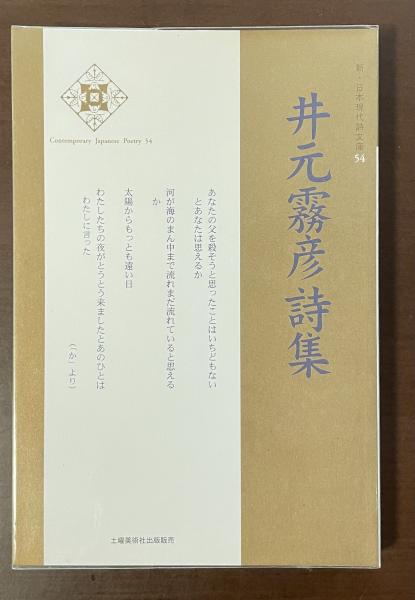 新・日本現代詩文庫 54
井元霧彦詩集
Contemporary Japanese Poetry 54
あなたの父を殺そうと思ったことはいちどもない
とあなたは思えるか
河が海のまん中まで流れまだ流れていると思える
か
太陽からもっとも遠い日
わたしたちの夜がとうとう来ましたとあのひとは
わたしに言った
（「か」より）
土曜美術社出版販売